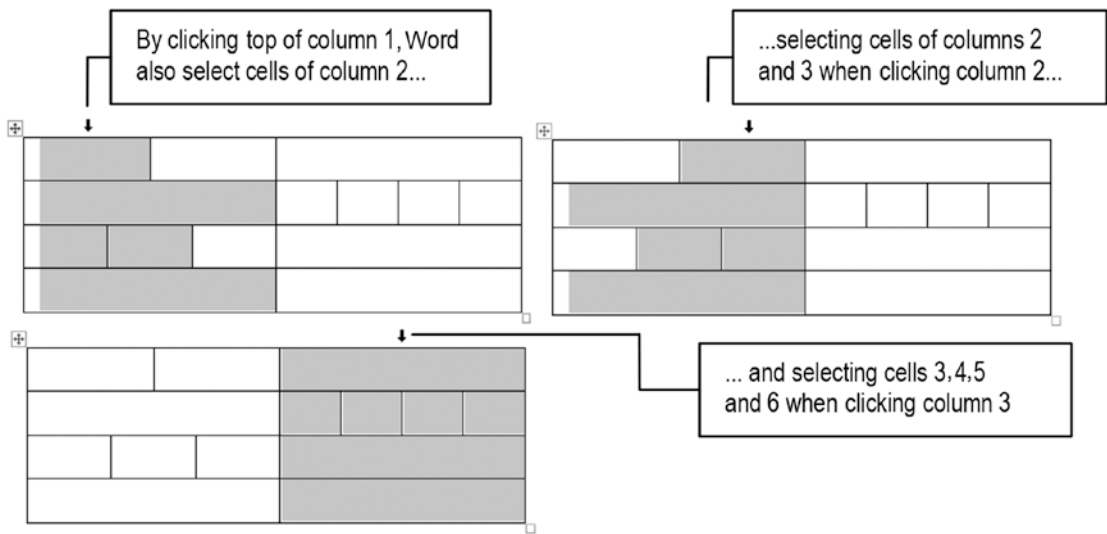 By clicking top of column 1, Word
also select cells of column 2...
...selecting cells of columns 2
and 3 when clicking column 2...
... and selecting cells 3,4,5
and 6 when clicking column 3